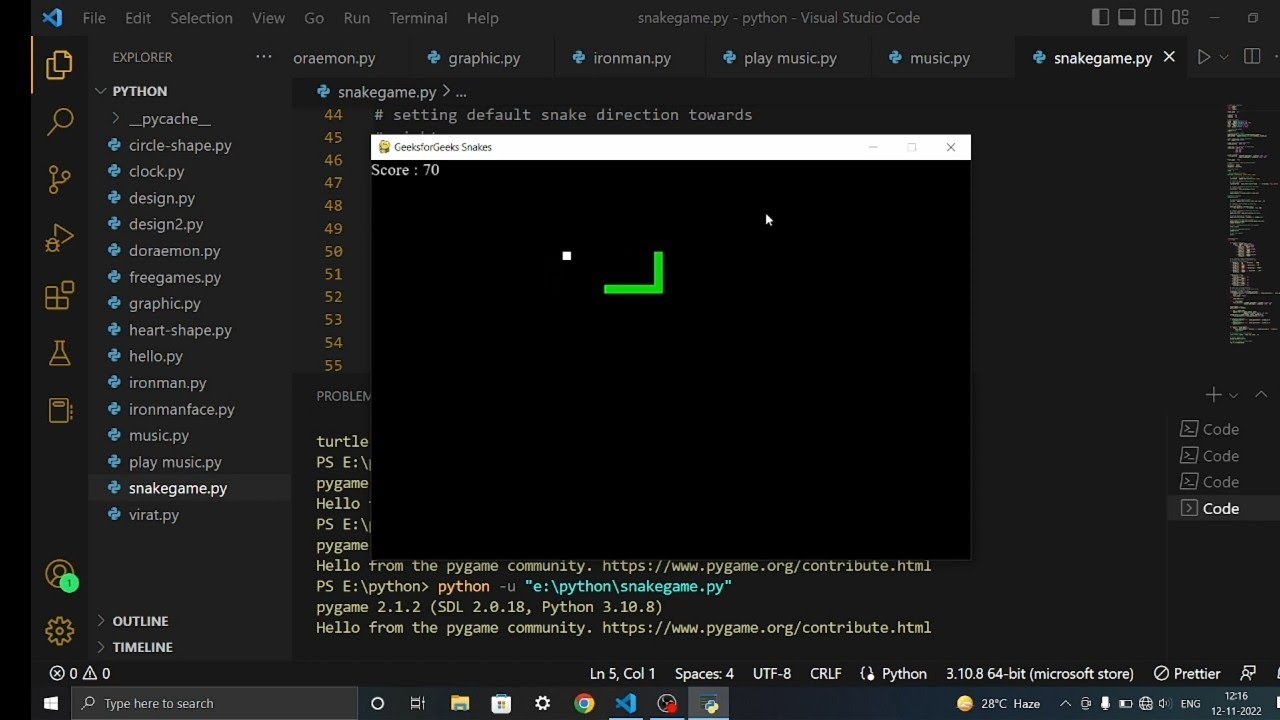 File Edit Selection View Go Run Terminal Help
snakegame.py - python - Visual Studio Code
EXPLORER ...
oraemon.py graphic.py ironman.py play music.py music.py snakegame.py
PYTHON
__pycache__
circle-shape.py
clock.py
design.py
design2.py
doraemon.py
freegames.py
graphic.py
heart-shape.py
hello.py
ironman.py
ironmanface.py
music.py
play music.py
snakegame.py
virat.py
OUTLINE
TIMELINE
snakegame.py > ...
44 # setting default snake direction towards
45
46
47
48
49
50
51
52
53
54
55
GeeksforGeeks Snakes
Score : 70
PROBLEM
turtle
PS E:\p
pygame
Hello
PS E:\p
pygame
Hello from the pygame community. https://www.pygame.org/contribute.html
PS E:\python> python -u "e:\python\snakegame.py"
pygame 2.1.2 (SDL 2.0.18, Python 3.10.8)
Hello from the pygame community. https://www.pygame.org/contribute.html
Code
Code
Code
Code
1
0 0
Ln 5, Col 1 Spaces: 4 UTF-8 CRLF Python 3.10.8 64-bit (microsoft store) Prettier
Type here to search
28°C Haze
ENG
12:16
12-11-2022